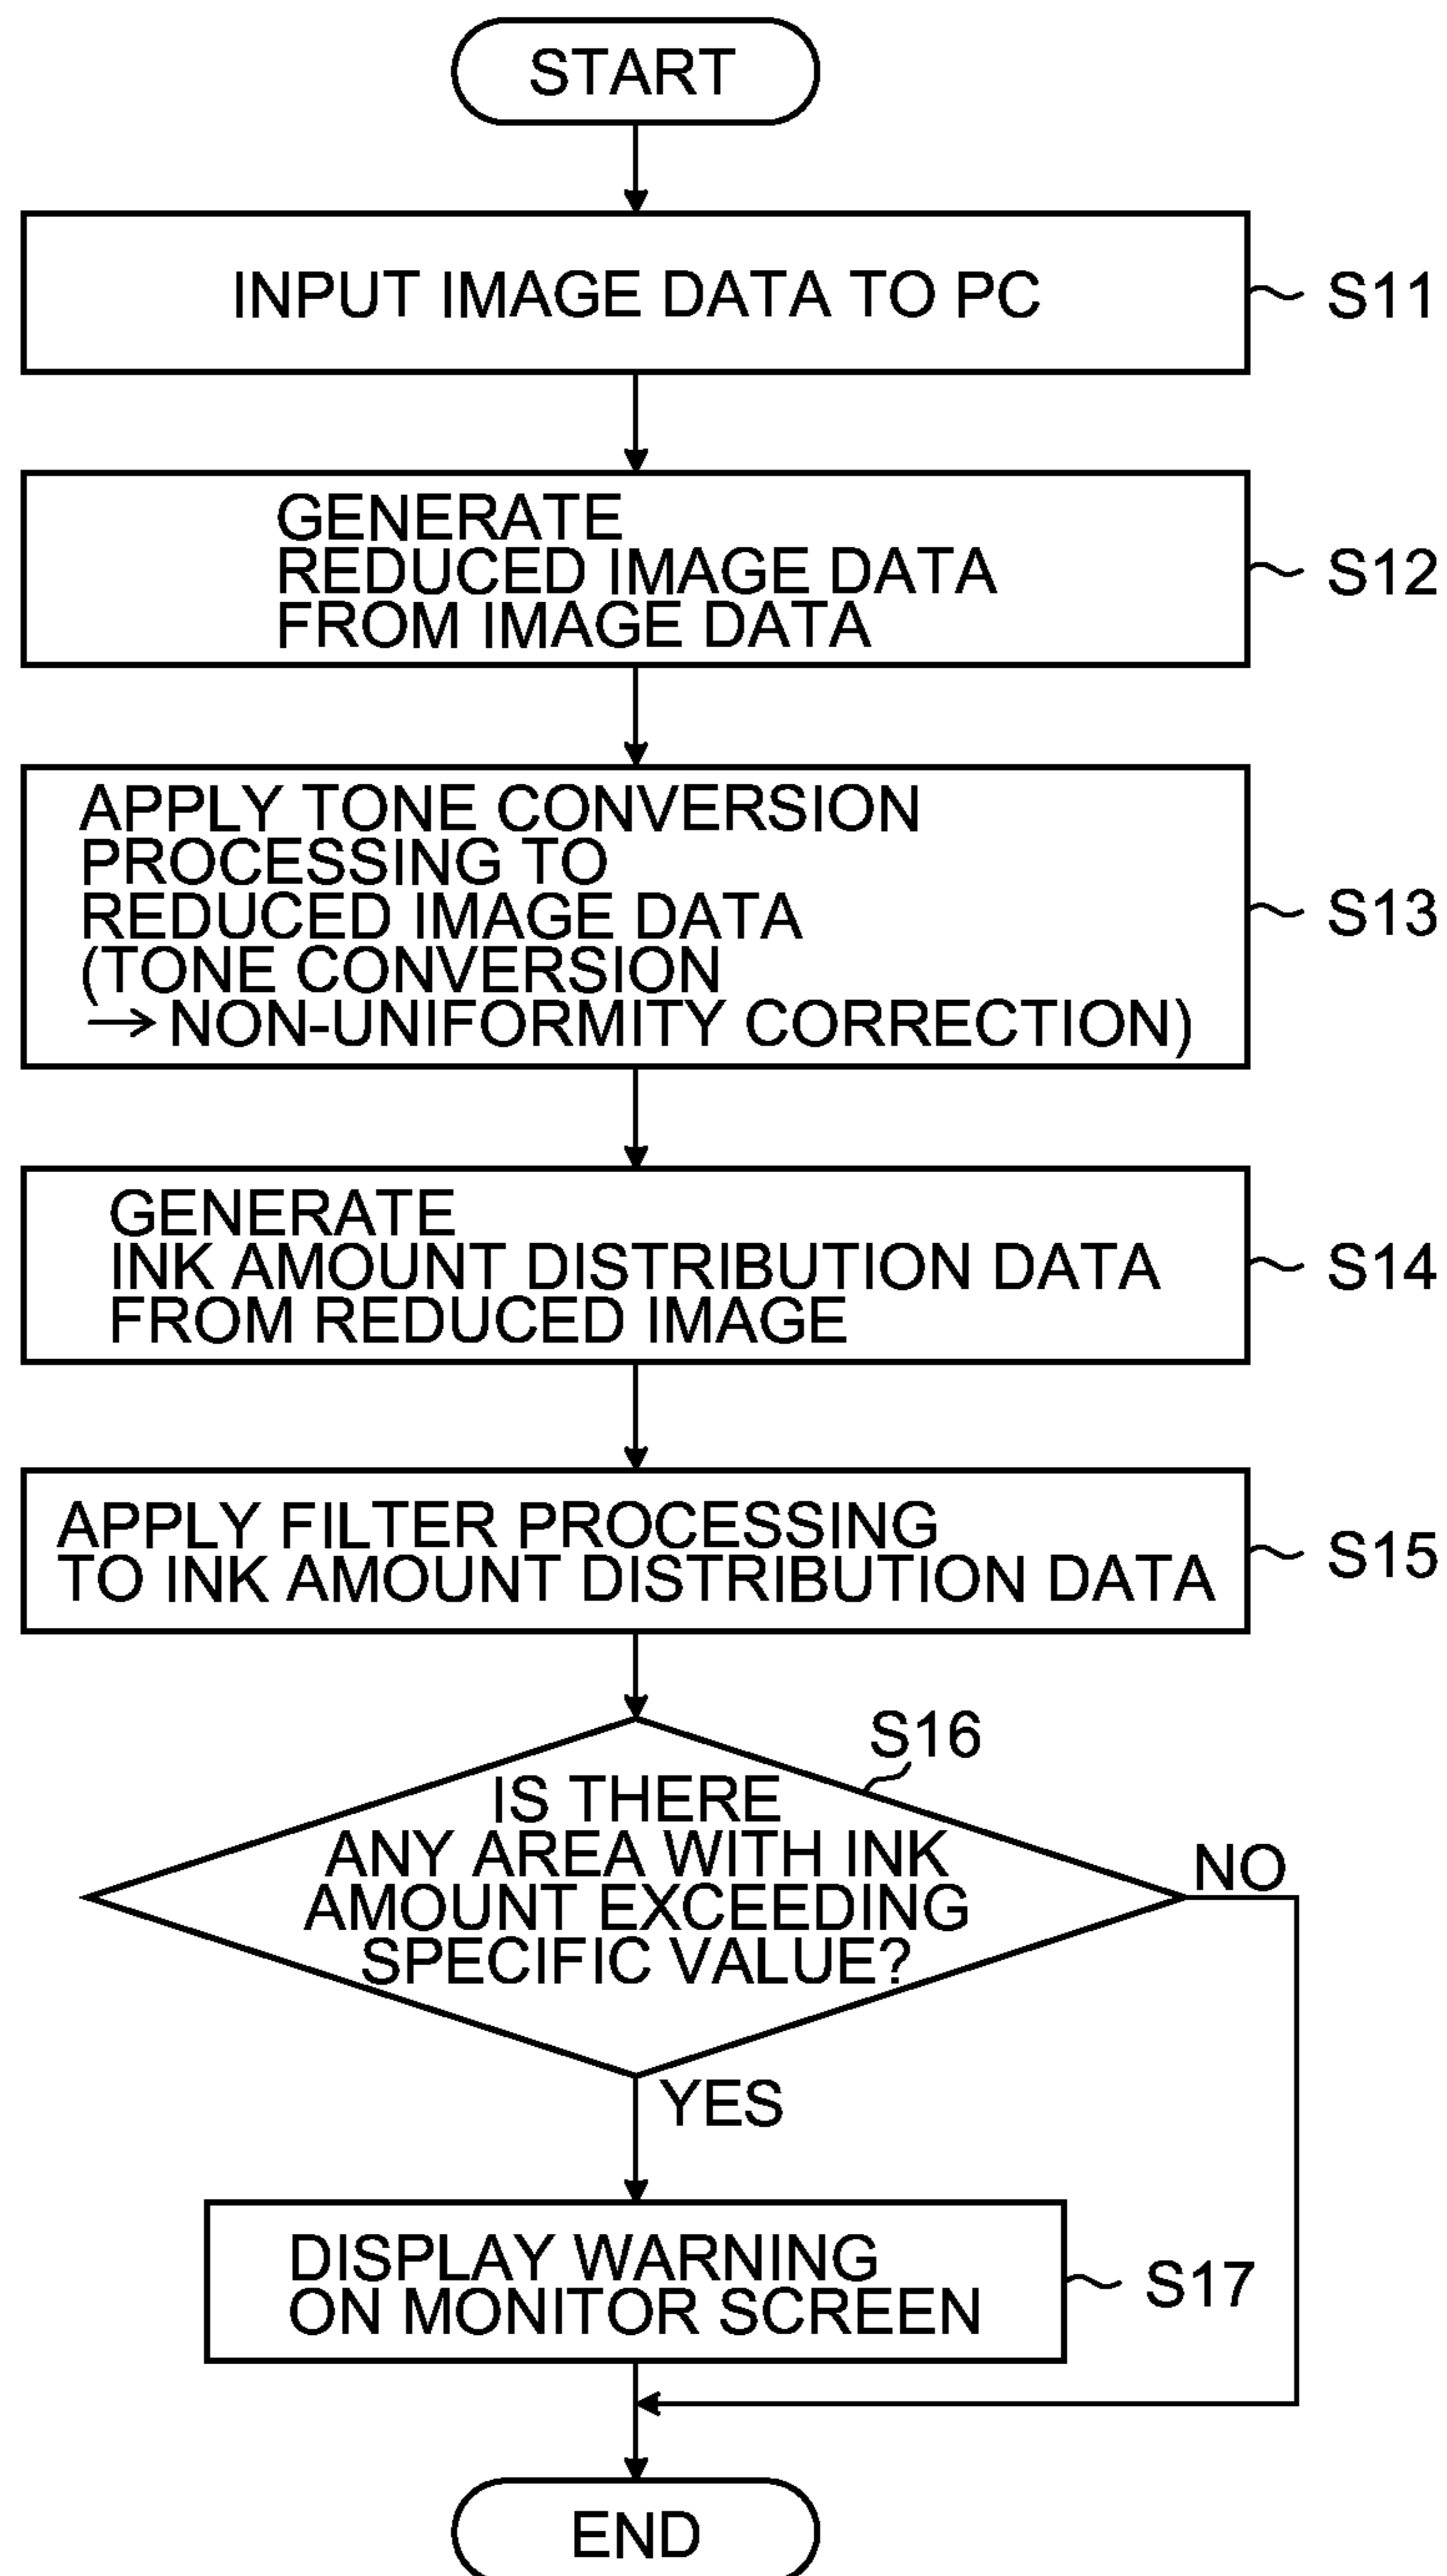 START
INPUT IMAGE DATA TO PC
S11
GENERATE
REDUCED IMAGE DATA
FROM IMAGE DATA
S12
APPLY TONE CONVERSION
PROCESSING TO
REDUCED IMAGE DATA
(TONE CONVERSION
→ NON-UNIFORMITY CORRECTION)
S13
GENERATE
INK AMOUNT DISTRIBUTION DATA
FROM REDUCED IMAGE
S14
APPLY FILTER PROCESSING
TO INK AMOUNT DISTRIBUTION DATA
S15
S16
IS THERE
ANY AREA WITH INK
AMOUNT EXCEEDING
SPECIFIC VALUE?
NO
YES
DISPLAY WARNING
ON MONITOR SCREEN
S17
END